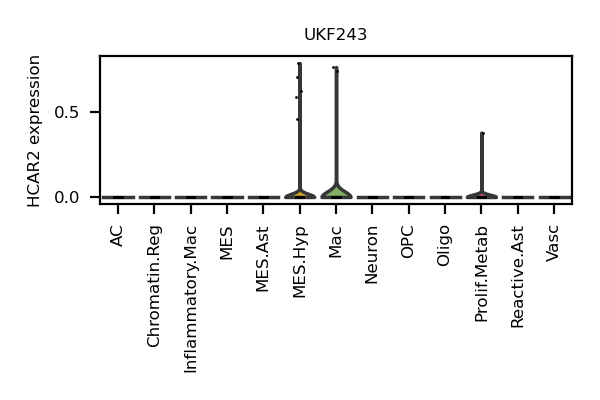 UKF243
HCAR2 expression
0.5
0.0
AC
Chromatin.Reg
Inflammatory.Mac
MES
MES.Ast
MES.Hyp
Mac
Neuron
OPC
Oligo
Prolif.Metab
Reactive.Ast
Vasc